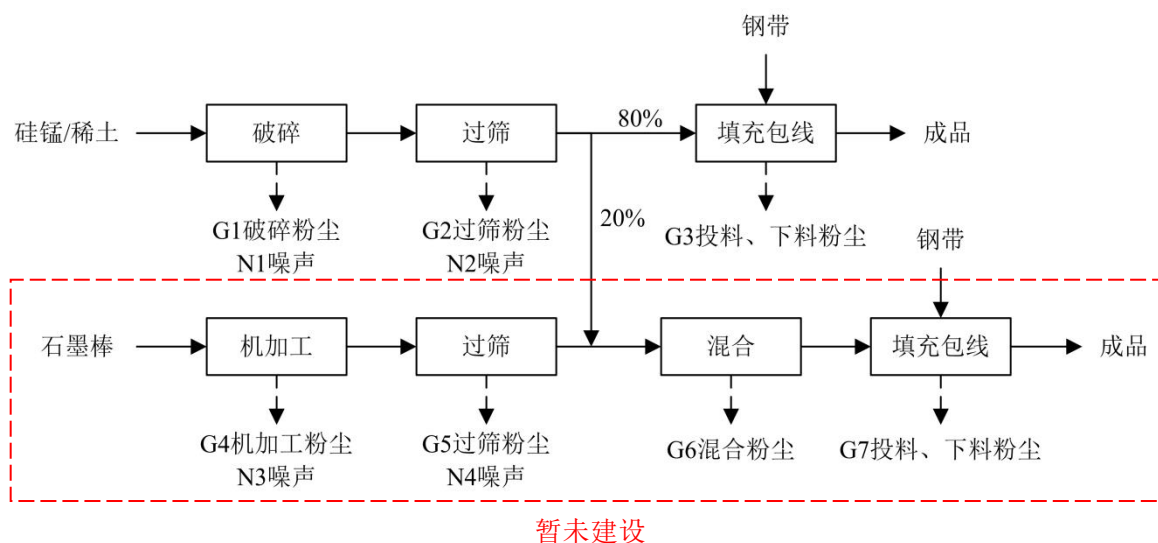 钢带
硅锰/稀土
破碎
过筛
80%
填充包线
成品
20%
G1破碎粉尘
N1噪声
G2过筛粉尘
N2噪声
G3投料、下料粉尘
钢带
石墨棒
机加工
过筛
混合
填充包线
成品
G4机加工粉尘
N3噪声
G5过筛粉尘
N4噪声
G6混合粉尘
G7投料、下料粉尘
暂未建设